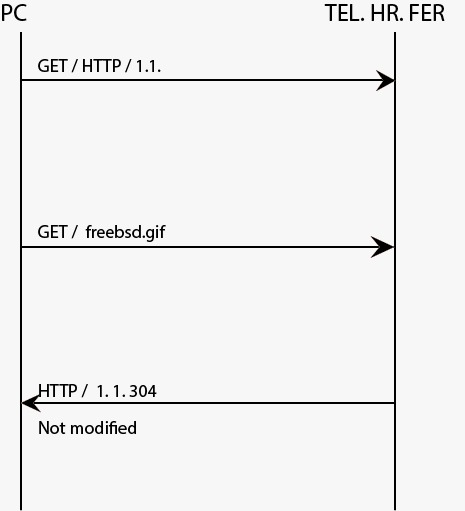 PC
TEL. HR. FER
GET / HTTP / 1.1.
GET /  freebsd.gif
HTTP /  1. 1. 304
Not modified